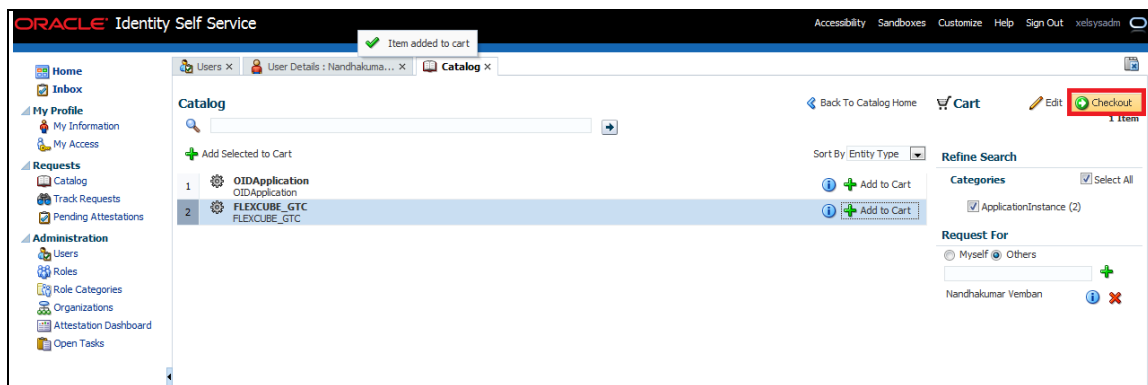 ORACLE® Identity Self Service
Accessibility Sandboxes Customize Help Sign Out xelsysadm
Item added to cart
Users × User Details : Nandhakuma... × Catalog ×
Home
Inbox
My Profile
My Information
My Access
Requests
Catalog
Track Requests
Pending Attestations
Administration
Users
Roles
Role Categories
Organizations
Attestation Dashboard
Open Tasks
Catalog
Back To Catalog Home
Add Selected to Cart
Sort By Entity Type
1 OIDApplication
OIDApplication
Add to Cart
2 FLEXCUBE_GTC
FLEXCUBE_GTC
Add to Cart
Cart Edit Checkout
1 Item
Refine Search
Categories Select All
ApplicationInstance (2)
Request For
Myself Others
Nandhakumar Vemban